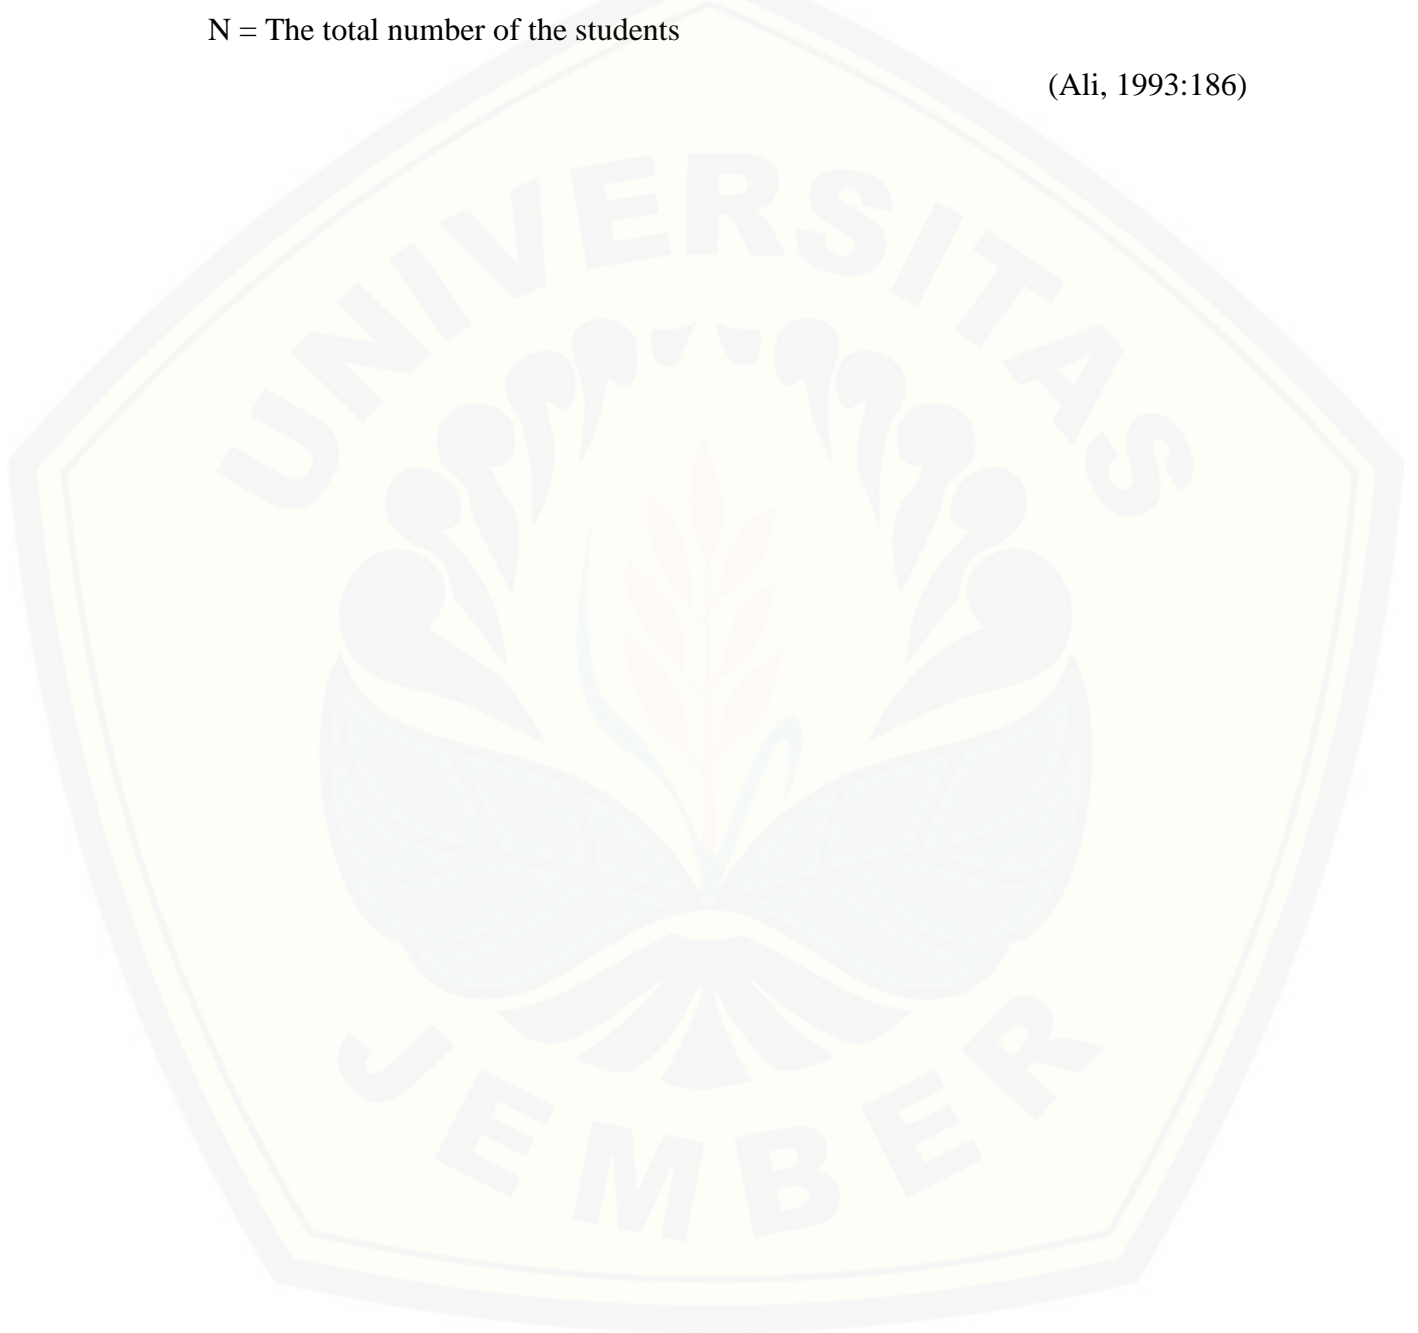 N = The total number of the students
(Ali, 1993:186)
UNIVERSITAS
JEMBER